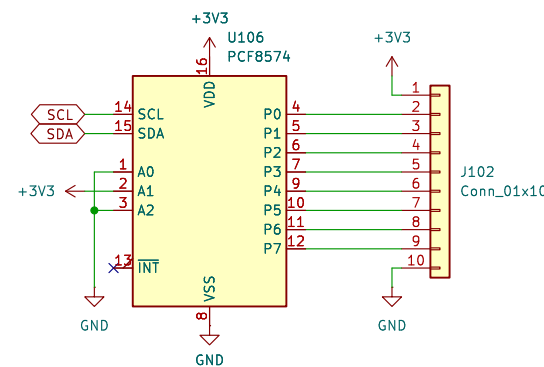 +3V3
U106
PCF8574
+3V3
16
VDD
1
SCL
14
SCL
P0
4
2
SDA
15
SDA
P1
5
3
P2
6
4
1
A0
P3
7
5
J102
+3V3
2
A1
P4
9
6
Conn_01x10
3
A2
P5
10
7
P6
11
8
P7
12
9
13
INT
10
VSS
8
GND
GND
GND